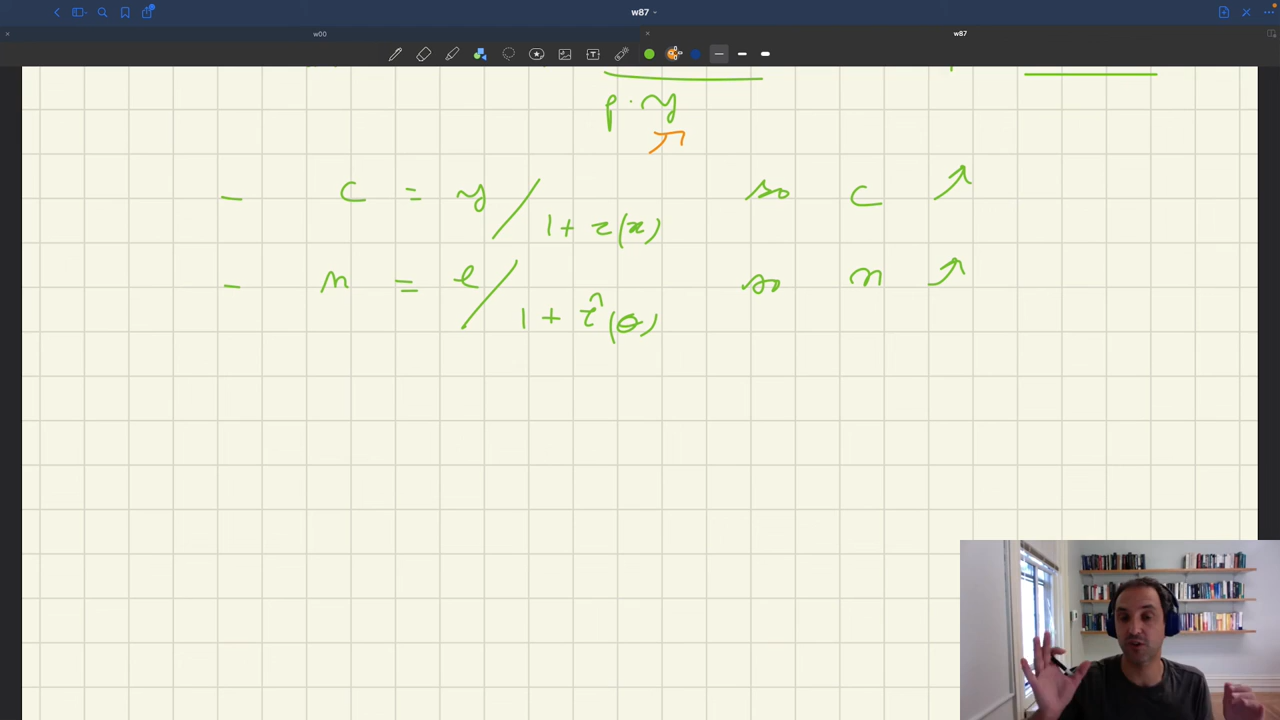 w87
w00 w87
p · y
- c = y / 1 + τ(x) so c ↗
- n = l / 1 + τ̂(θ) so n ↗